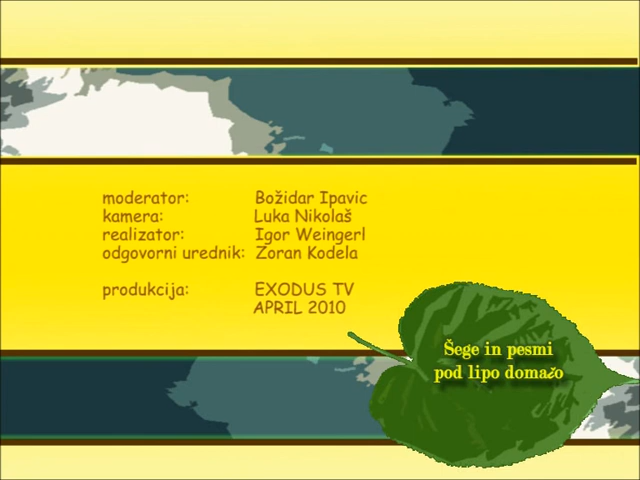 moderator: Božidar Ipavic
kamera: Luka Nikolaš
realizator: Igor Weingerl
odgovorni urednik: Zoran Kodela
produkcija: EXODUS TV
APRIL 2010
Šege in pesmi
pod lipo domačo